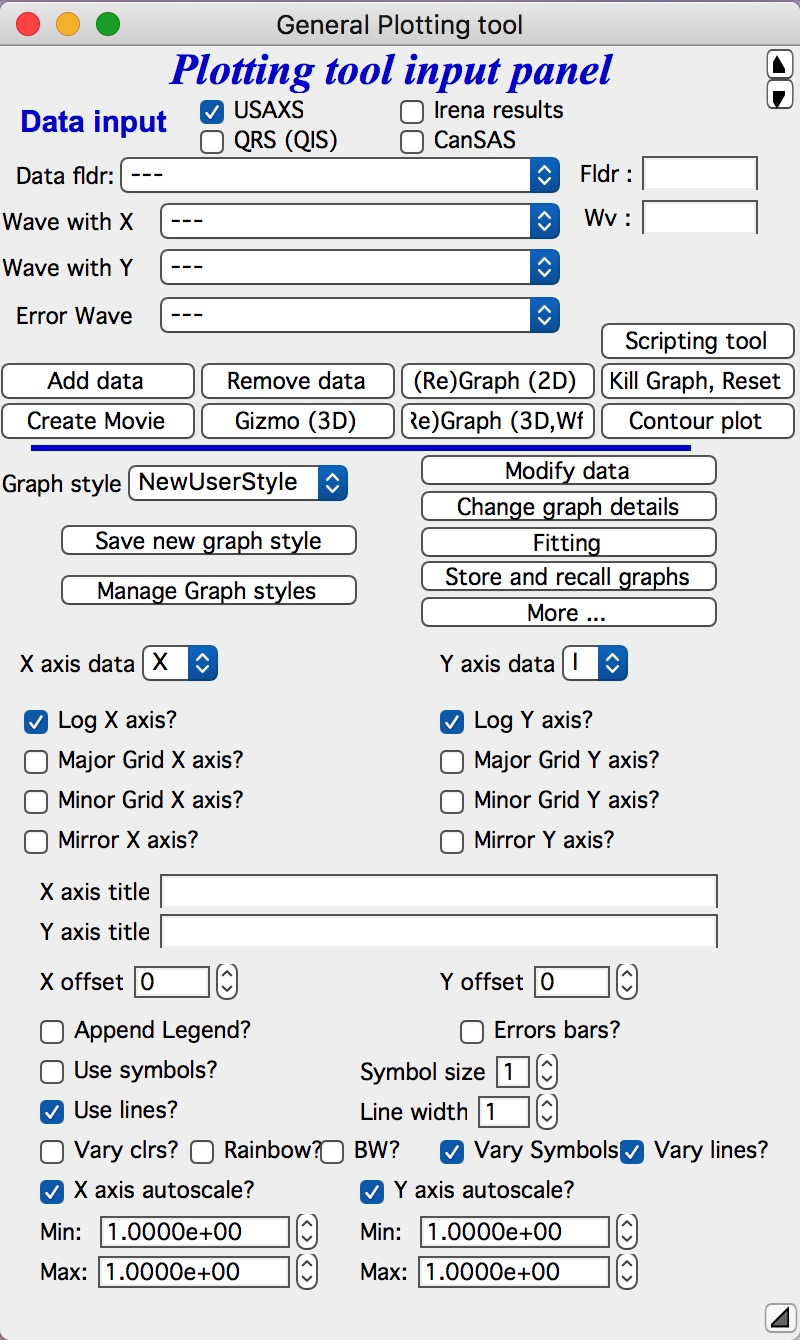 General Plotting tool
Plotting tool input panel
Data input
USAXS
Irena results
QRS (QIS)
CanSAS
Data fldr: ---
Fldr :
Wave with X ---
Wv :
Wave with Y ---
Error Wave ---
Scripting tool
Add data
Remove data
(Re)Graph (2D)
Kill Graph, Reset
Create Movie
Gizmo (3D)
Re)Graph (3D,Wf
Contour plot
Graph style NewUserStyle
Modify data
Change graph details
Save new graph style
Fitting
Manage Graph styles
Store and recall graphs
More ...
X axis data X
Y axis data I
Log X axis?
Log Y axis?
Major Grid X axis?
Major Grid Y axis?
Minor Grid X axis?
Minor Grid Y axis?
Mirror X axis?
Mirror Y axis?
X axis title
Y axis title
X offset 0
Y offset 0
Append Legend?
Errors bars?
Use symbols?
Symbol size 1
Use lines?
Line width 1
Vary clrs?
Rainbow?
BW?
Vary Symbols
Vary lines?
X axis autoscale?
Y axis autoscale?
Min: 1.0000e+00
Min: 1.0000e+00
Max: 1.0000e+00
Max: 1.0000e+00